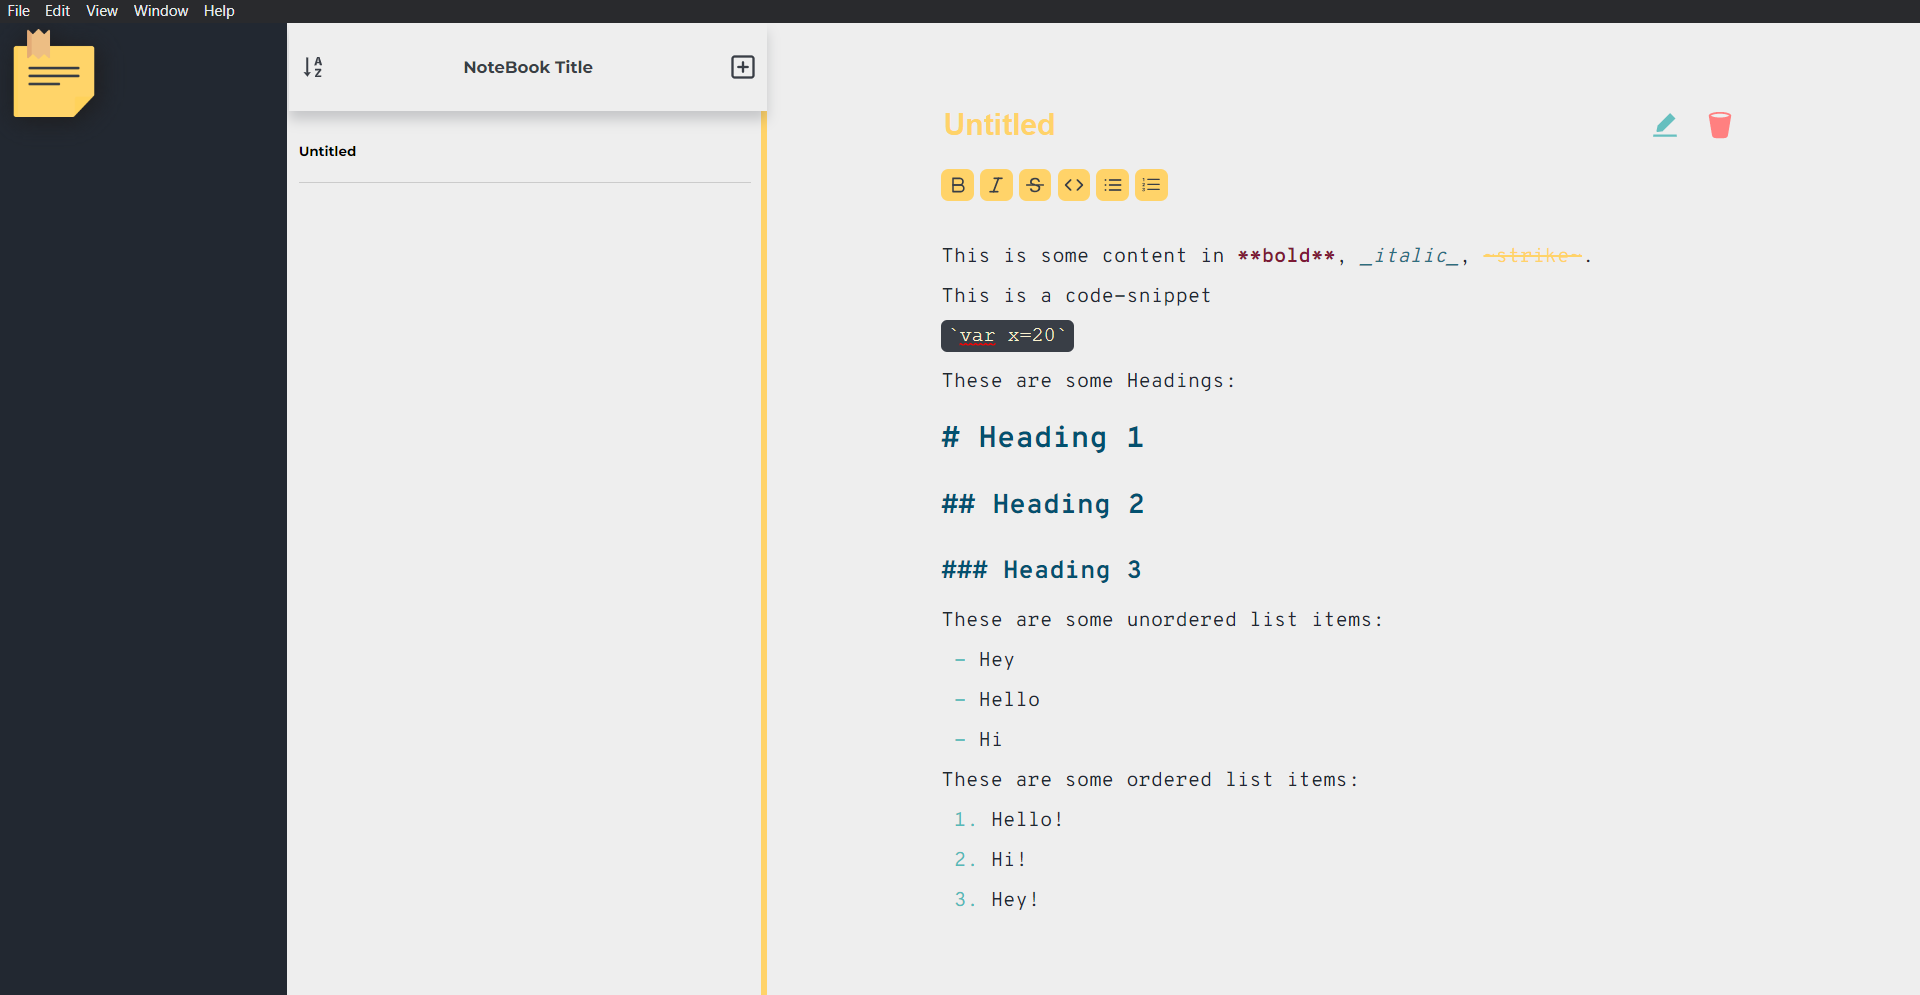 File Edit View Window Help
NoteBook Title
Untitled
Untitled
This is some content in **bold**, _italic_, ~strike~.
This is a code-snippet
`var x=20`
These are some Headings:
# Heading 1
## Heading 2
### Heading 3
These are some unordered list items:
- Hey
- Hello
- Hi
These are some ordered list items:
1. Hello!
2. Hi!
3. Hey!